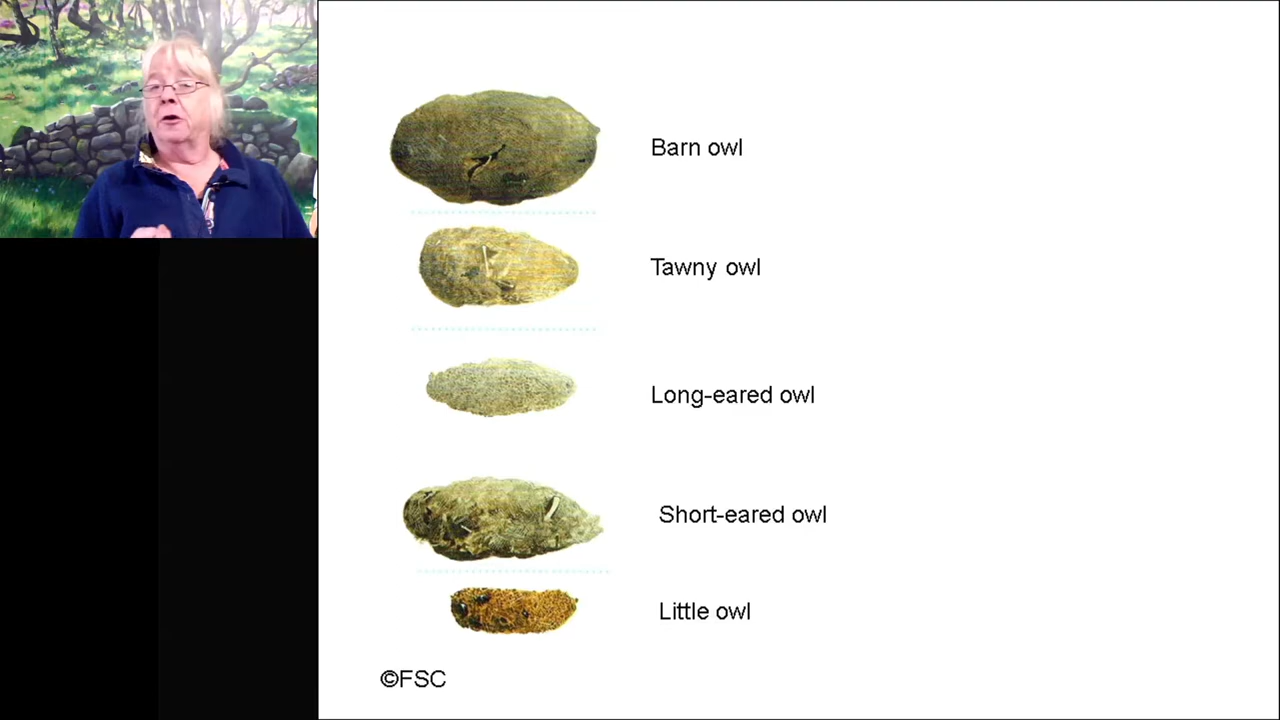 Barn owl
Tawny owl
Long-eared owl
Short-eared owl
Little owl
©FSC